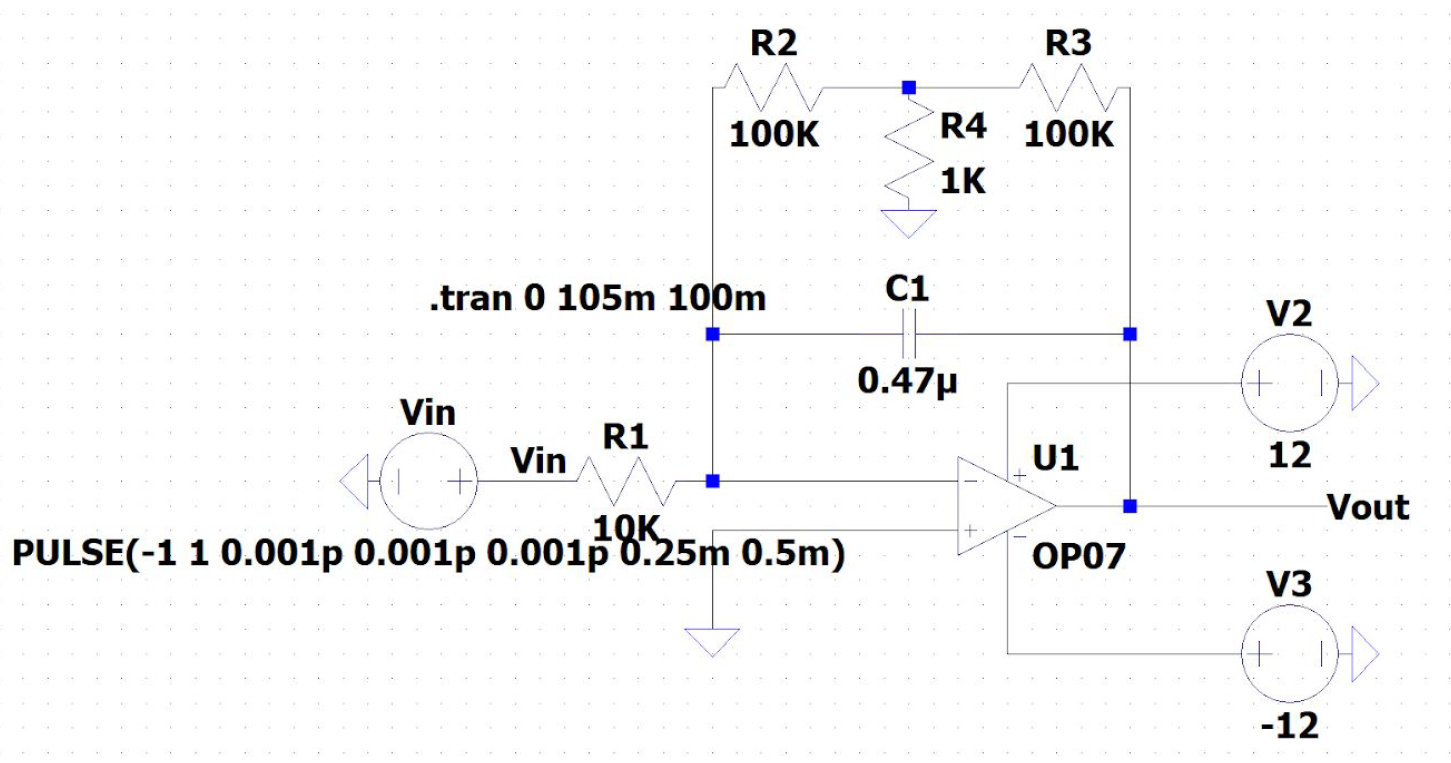 R2
R3
100K
R4
100K
1K
.tran 0 105m 100m
C1
V2
0.47µ
Vin
R1
Vin
U1
12
10K
Vout
PULSE(-1 1 0.001p 0.001p 0.001p 0.25m 0.5m)
OP07
V3
-12